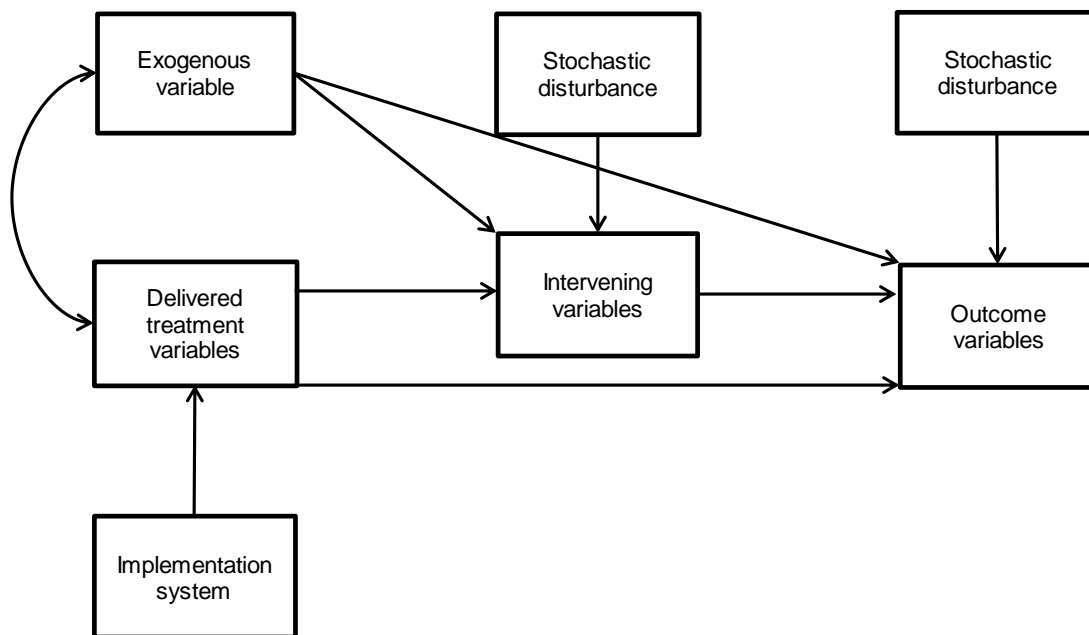 Exogenous
variable
Stochastic
disturbance
Stochastic
disturbance
Delivered
treatment
variables
Intervening
variables
Outcome
variables
Implementation
system